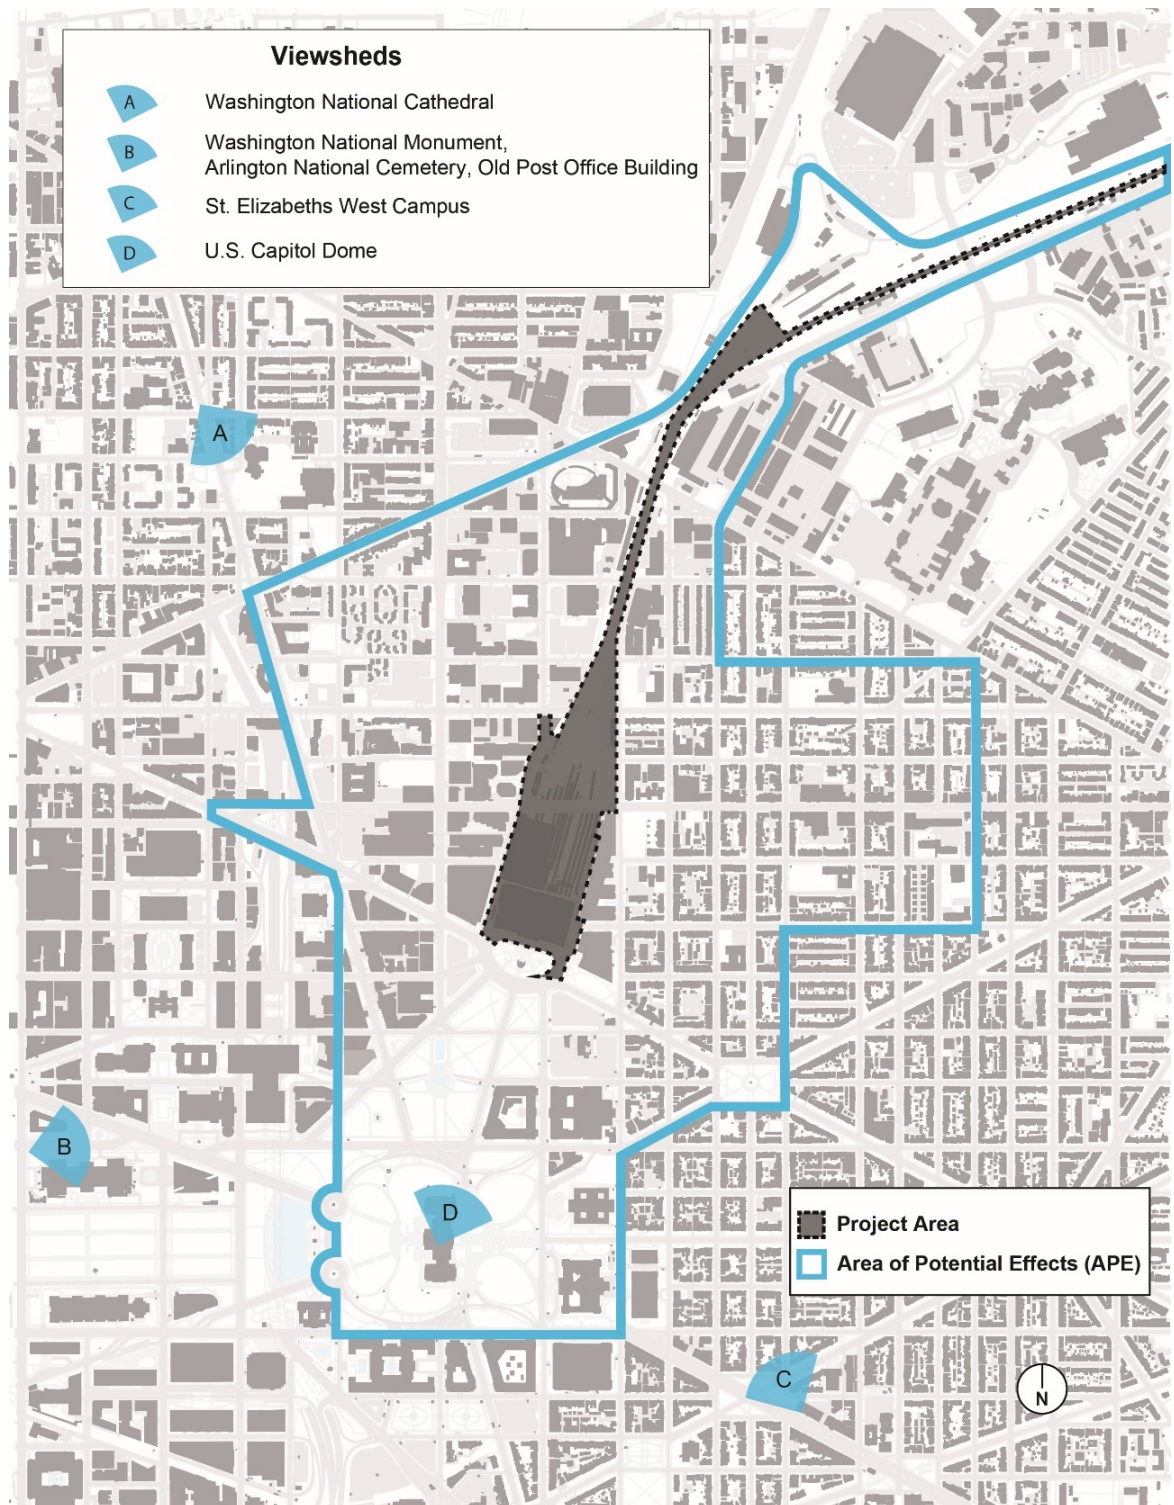 Viewsheds
A Washington National Cathedral
B Washington National Monument,
Arlington National Cemetery, Old Post Office Building
C St. Elizabeths West Campus
D U.S. Capitol Dome
A
B
D
Project Area
Area of Potential Effects (APE)
C
N